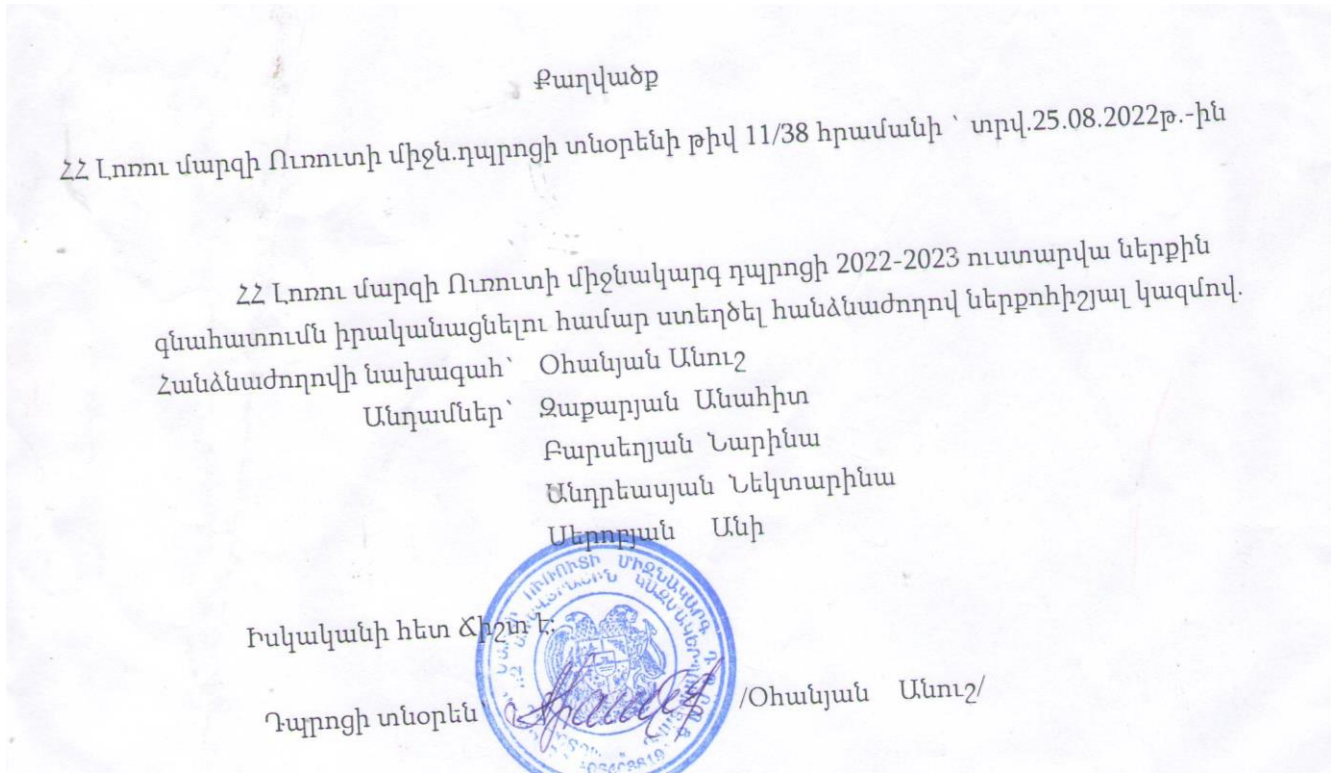 Քաղվածք
ՀՀ Լոռու մարզի Ուռուտի միջն.դպրոցի տնօրենի թիվ 11/38 հրամանի ՝ տրվ.25.08.2022թ.-ին
ՀՀ Լոռու մարզի Ուռուտի միջնակարգ դպրոցի 2022-2023 ուստարվա ներքին
գնահատումն իրականացնելու համար ստեղծել հանձնաժողով ներքոհիշյալ կազմով.
Հանձնաժողովի նախագահ՝ Օհանյան Անուշ
Անդամներ՝ Զաքարյան Անահիտ
Բարսեղյան Նարինա
Անդրեասյան Նեկտարինա
Սերոբյան Անի
Իսկականի հետ Ճիշտ է:
Դպրոցի տնօրեն՝ /Օհանյան Անուշ/